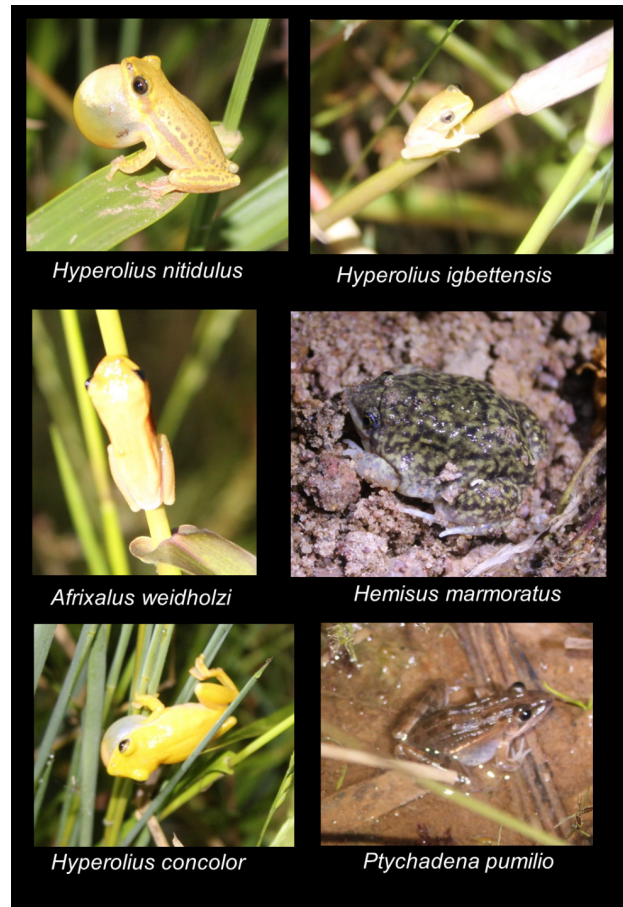 Hyperolius nitidulus
Hyperolius igbettensis
Afrixalus weidholzi
Hemisus marmoratus
Hyperolius concolor
Ptychadena pumilio